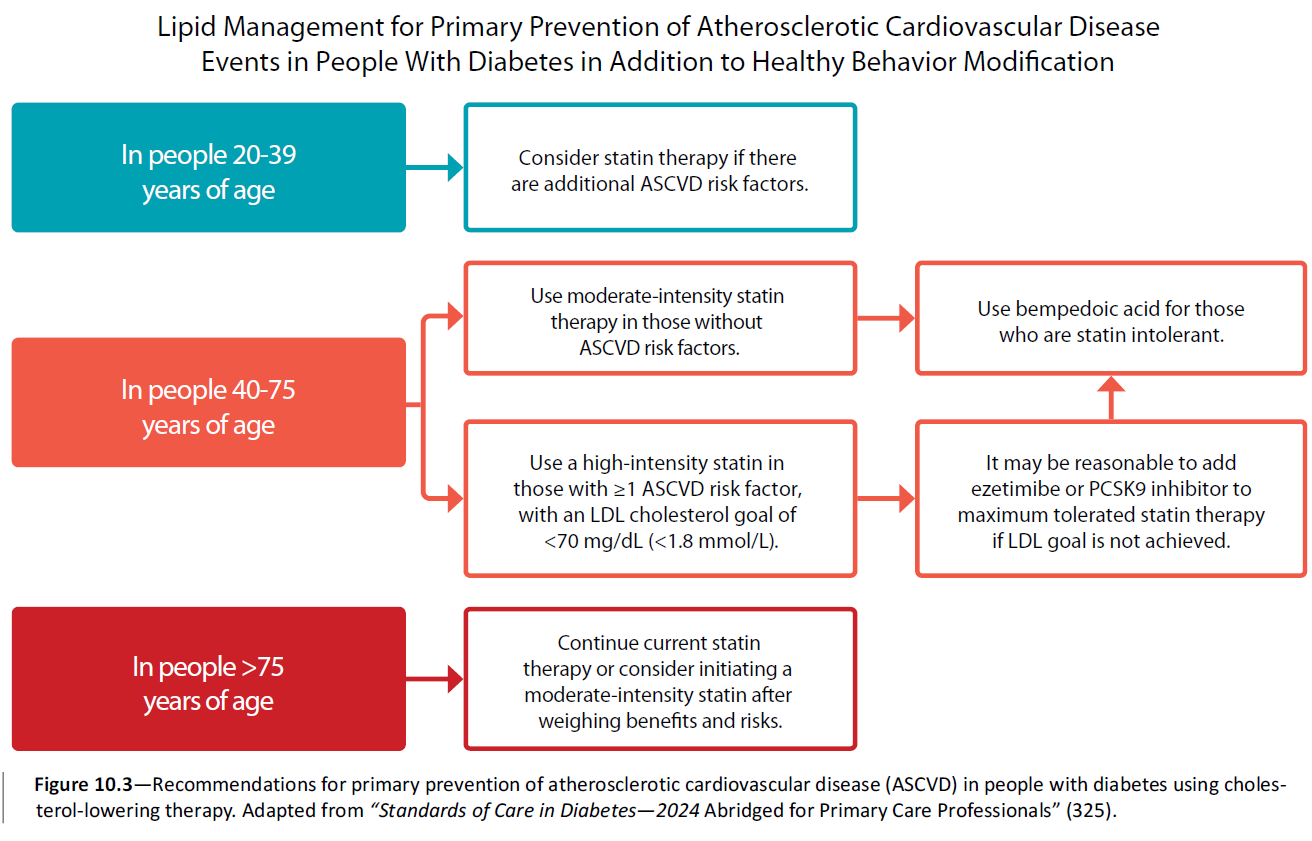 Lipid Management for Primary Prevention of Atherosclerotic Cardiovascular Disease
Events in People With Diabetes in Addition to Healthy Behavior Modification
In people 20-39
years of age
Consider statin therapy if there
are additional ASCVD risk factors.
In people 40-75
years of age
Use moderate-intensity statin
therapy in those without
ASCVD risk factors.
Use bempedoic acid for those
who are statin intolerant.
Use a high-intensity statin in
those with ≥1 ASCVD risk factor,
with an LDL cholesterol goal of
<70 mg/dL (<1.8 mmol/L).
It may be reasonable to add
ezetimibe or PCSK9 inhibitor to
maximum tolerated statin therapy
if LDL goal is not achieved.
In people >75
years of age
Continue current statin
therapy or consider initiating a
moderate-intensity statin after
weighing benefits and risks.
Figure 10.3—Recommendations for primary prevention of atherosclerotic cardiovascular disease (ASCVD) in people with diabetes using choles-
terol-lowering therapy. Adapted from “Standards of Care in Diabetes—2024 Abridged for Primary Care Professionals” (325).